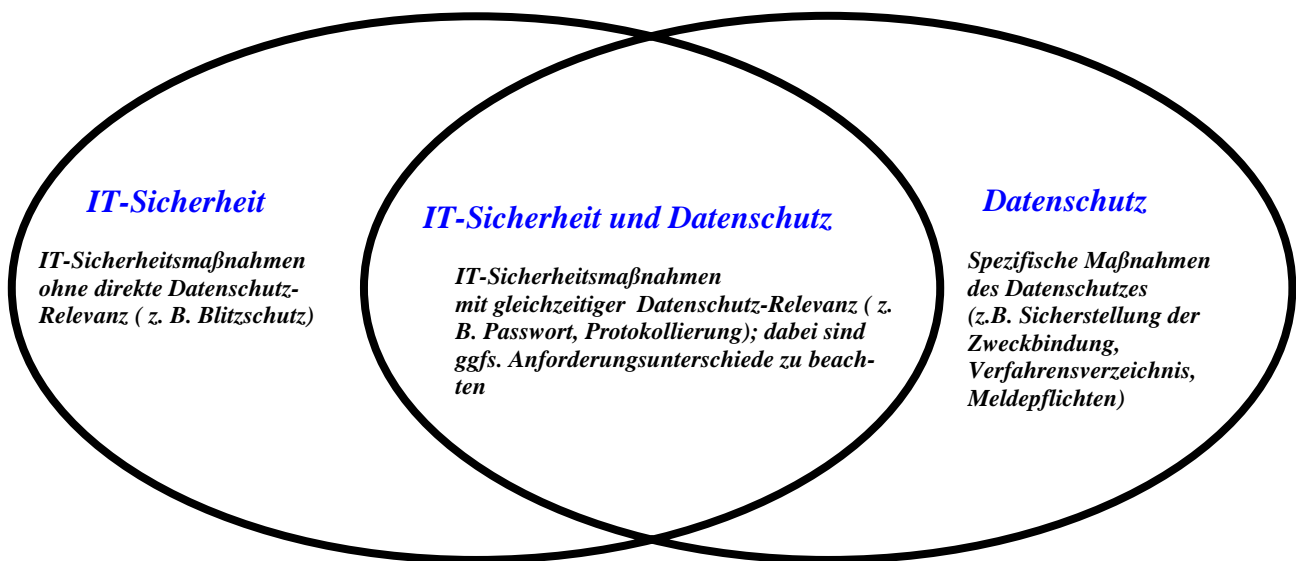 IT-Sicherheit
IT-Sicherheitsmaßnahmen
ohne direkte Datenschutz-
Relevanz ( z. B. Blitzschutz)
IT-Sicherheit und Datenschutz
IT-Sicherheitsmaßnahmen
mit gleichzeitiger Datenschutz-Relevanz ( z.
B. Passwort, Protokollierung); dabei sind
ggfs. Anforderungsunterschiede zu beach-
ten
Datenschutz
Spezifische Maßnahmen
des Datenschutzes
(z.B. Sicherstellung der
Zweckbindung,
Verfahrensverzeichnis,
Meldepflichten)